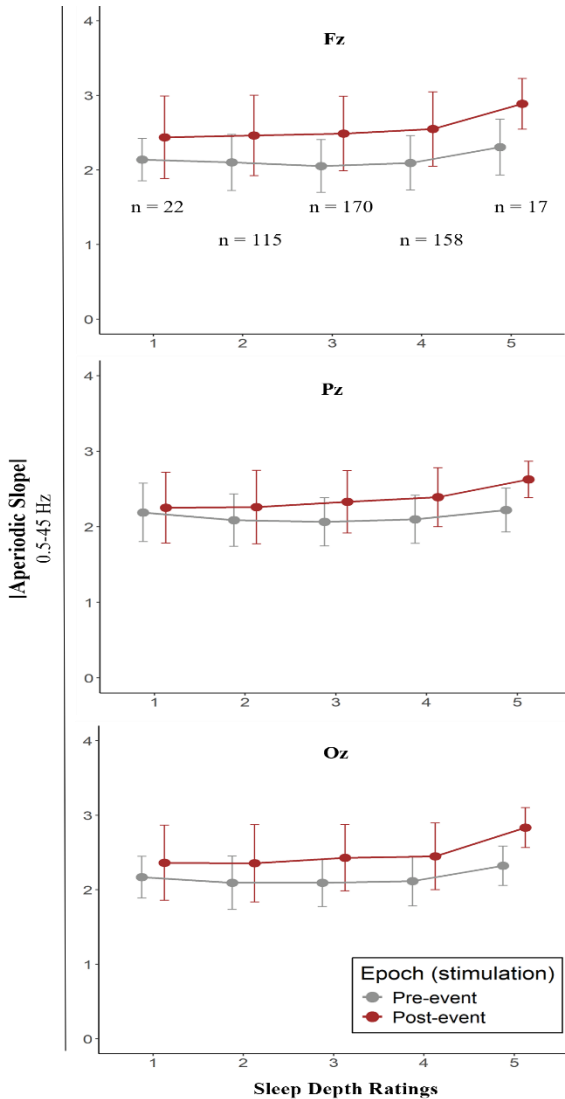 4
Fz
3
2
n = 22
n = 170
n = 17
n = 115
n = 158
1
0
1 2 3 4 5
4
Pz
3
2
1
0
1 2 3 4 5
|Aperiodic Slope|
0.5-45 Hz
4
Oz
3
2
1
0
Epoch (stimulation)
Pre-event
Post-event
1 2 3 4 5
Sleep Depth Ratings